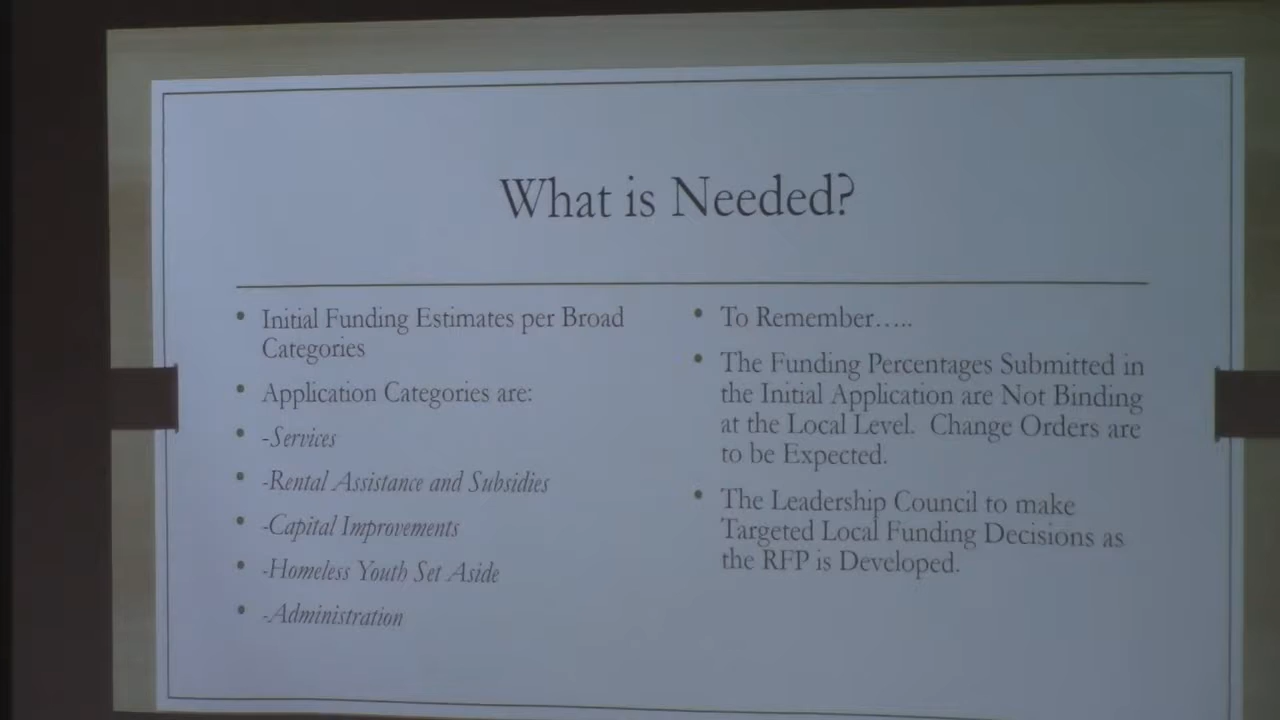 What is Needed?
• Initial Funding Estimates per Broad
Categories
• Application Categories are:
• -Services
• -Rental Assistance and Subsidies
• -Capital Improvements
• -Homeless Youth Set Aside
• -Administration
• To Remember…..
• The Funding Percentages Submitted in
the Initial Application are Not Binding
at the Local Level. Change Orders are
to be Expected.
• The Leadership Council to make
Targeted Local Funding Decisions as
the RFP is Developed.